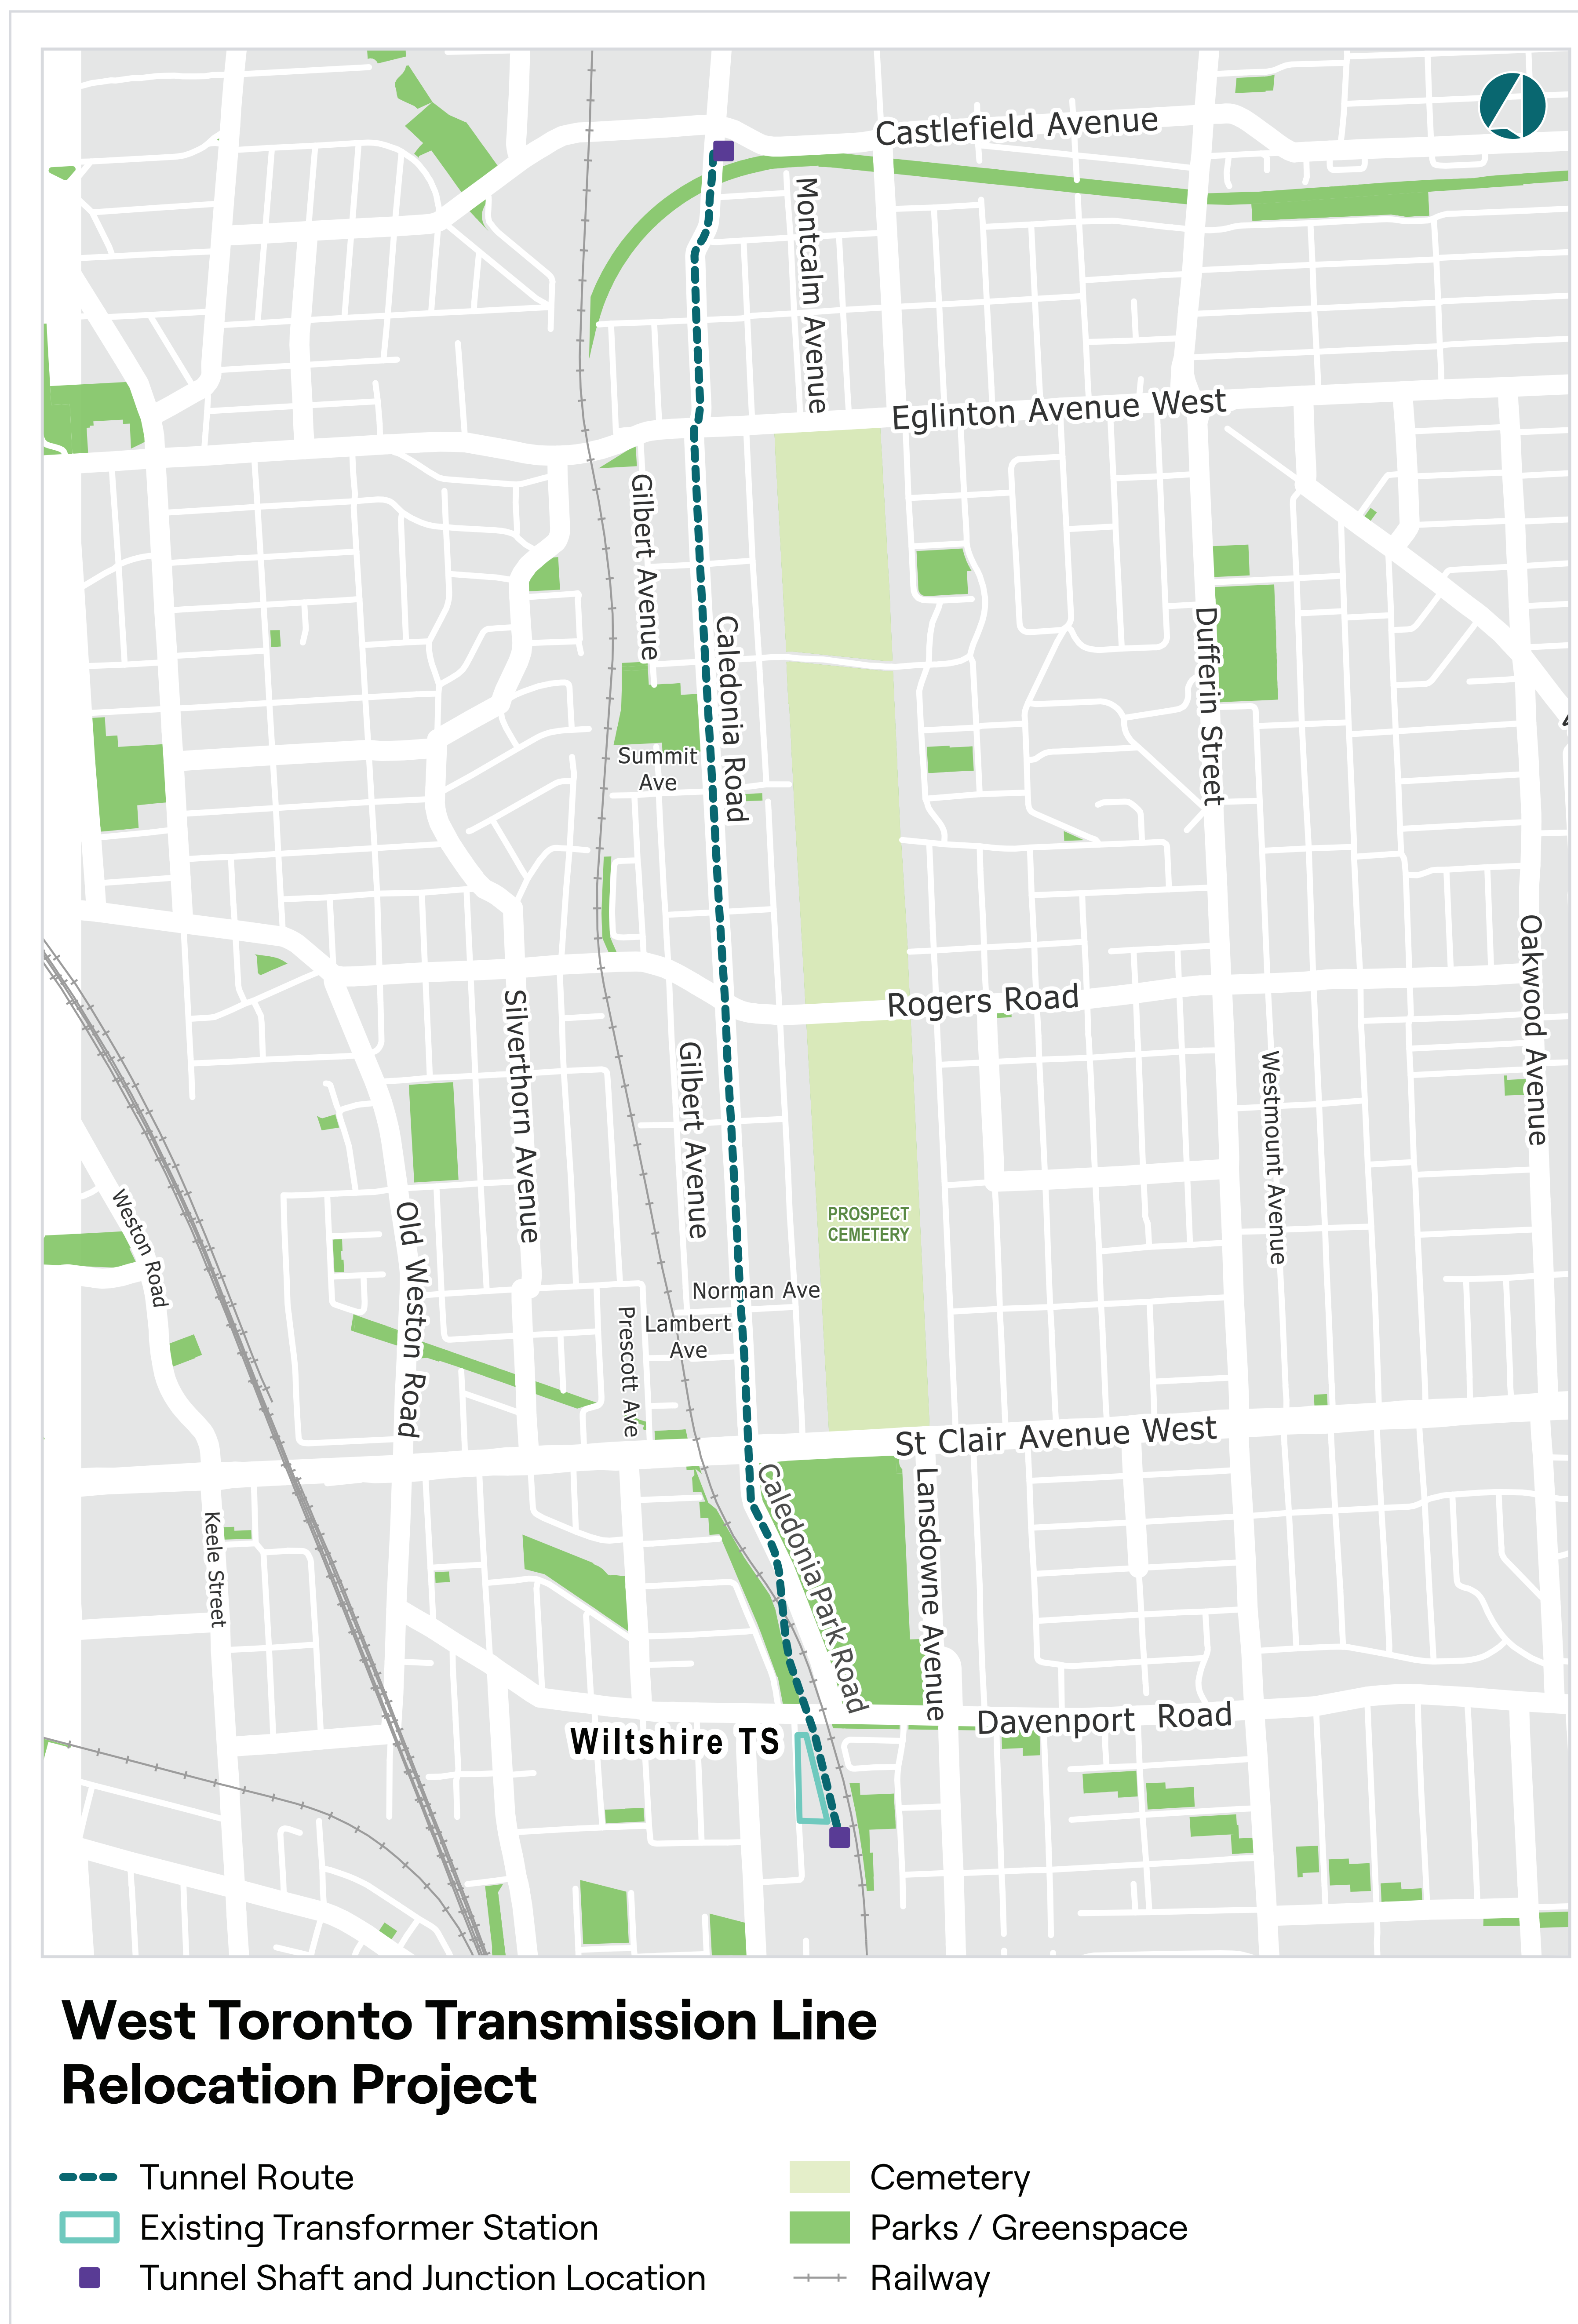 Castlefield Avenue
Montcalm Avenue
Eglinton Avenue West
Gilbert Avenue
Caledonia Road
Dufferin Street
Summit
Ave
Oakwood Avenue
Rogers Road
Silverthorn Avenue
Gilbert Avenue
Westmount Avenue
Weston Road
Old Weston Road
PROSPECT
CEMETERY
Norman Ave
Prescott Ave
Lambert
Ave
St Clair Avenue West
Caledonia Park Road
Lansdowne Avenue
Keele Street
Davenport Road
Wiltshire TS
West Toronto Transmission Line
Relocation Project
Tunnel Route
Existing Transformer Station
Tunnel Shaft and Junction Location
Cemetery
Parks / Greenspace
Railway